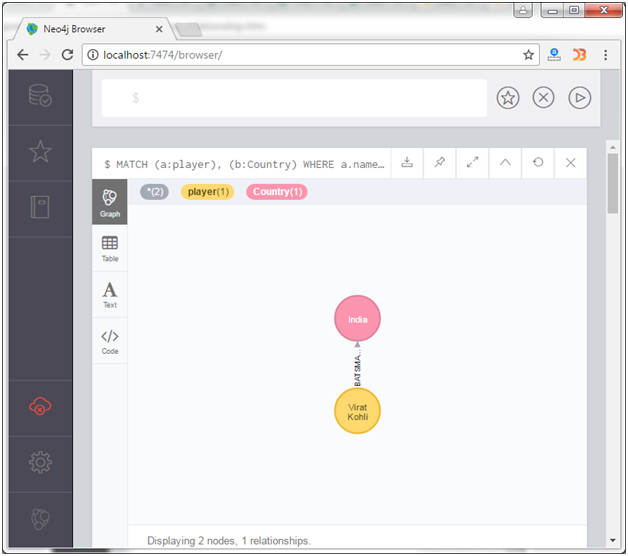 Neo4j Browser
localhost:7474/browser/
$
$ MATCH (a:player), (b:Country) WHERE a.name…
*(2) player(1) Country(1)
Graph
Table
Text
Code
India
BATSMA…
Virat
Kohli
Displaying 2 nodes, 1 relationships.